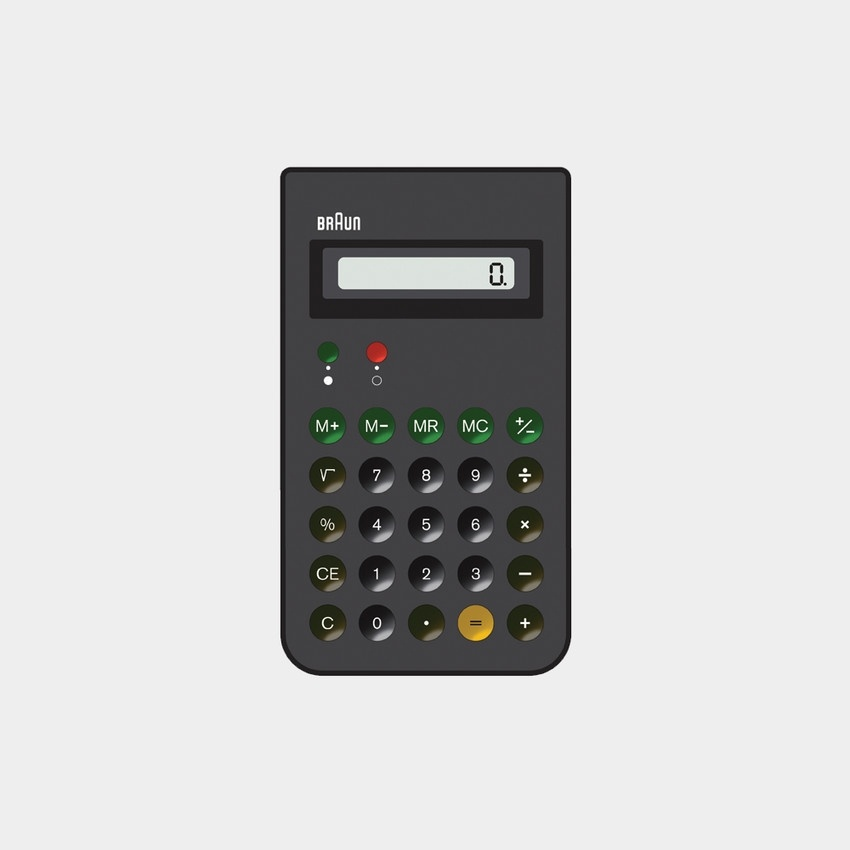 BRAUN
0.
M+ M− MR MC +/−
√ 7 8 9 ÷
% 4 5 6 ×
CE 1 2 3 −
C 0 · = +